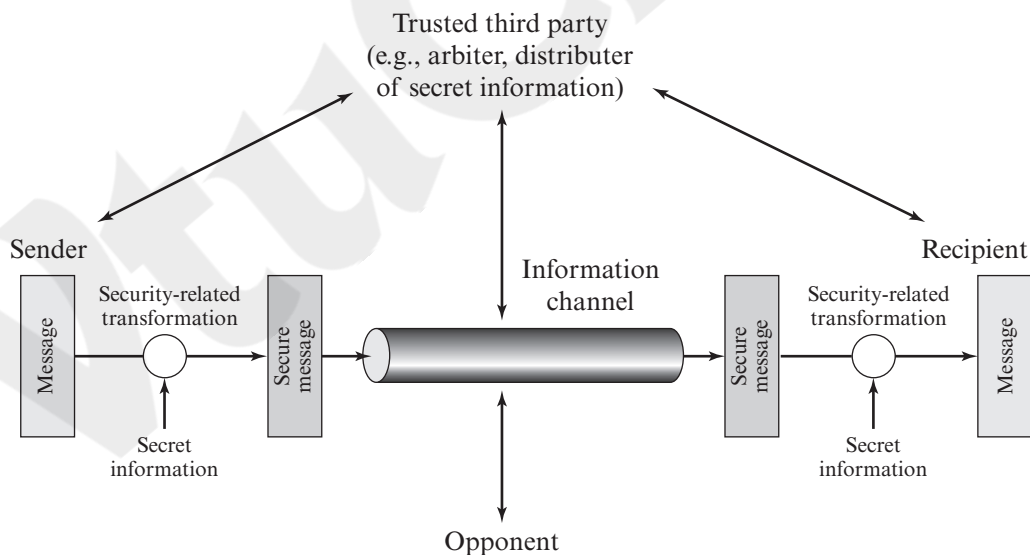 Trusted third party
(e.g., arbiter, distributer
of secret information)
Sender
Recipient
Information
channel
Security-related
transformation
Security-related
transformation
Message
Secure
message
Secure
message
Message
Secret
information
Secret
information
Opponent